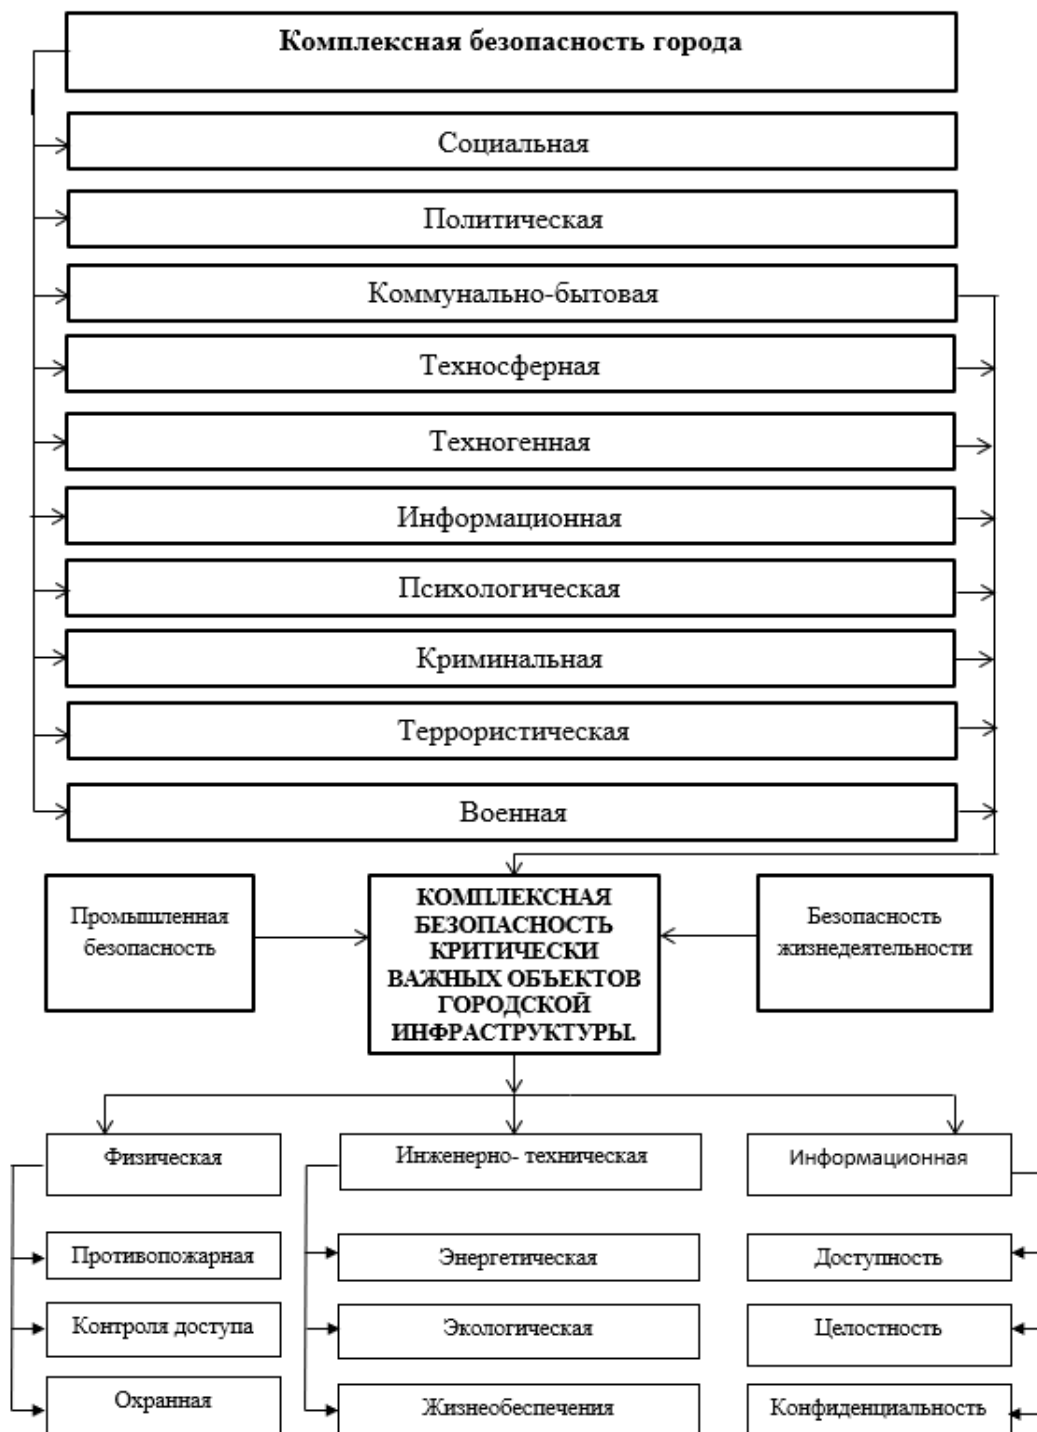 Комплексная безопасность города
Социальная
Политическая
Коммунально-бытовая
Техносферная
Техногенная
Информационная
Психологическая
Криминальная
Террористическая
Военная
Промышленная
безопасность
КОМПЛЕКСНАЯ
БЕЗОПАСНОСТЬ
КРИТИЧЕСКИ
ВАЖНЫХ ОБЪЕКТОВ
ГОРОДСКОЙ
ИНФРАСТРУКТУРЫ.
Безопасность
жизнедеятельности
Физическая
Инженерно- техническая
Информационная
Противопожарная
Энергетическая
Доступность
Контроля доступа
Экологическая
Целостность
Охранная
Жизнеобеспечения
Конфиденциальность